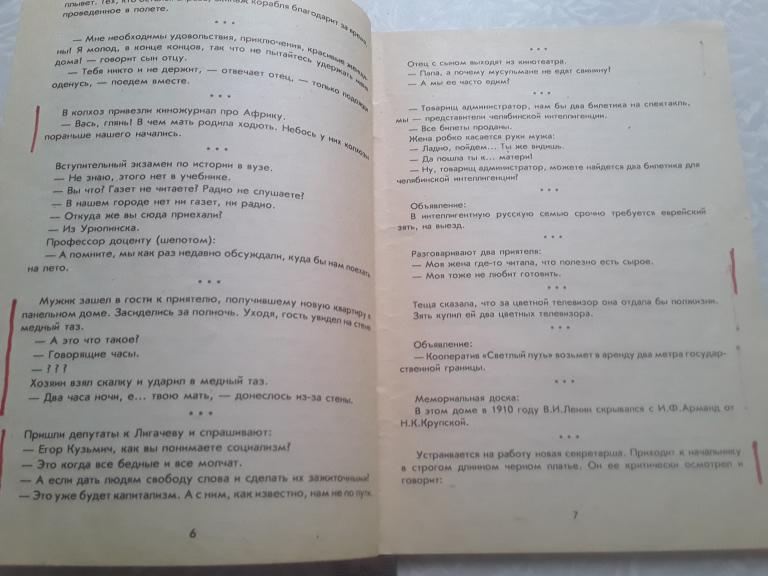 плывет.
корабля благодарит за время,
проведенное в полете.
* * *
— Мне необходимы удовольствия, приключения, красивые женщи-
ны! Я молод, в конце концов, так что не пытайтесь удержать меня
дома! — говорит сын отцу.
— Тебя никто и не держит, — отвечает отец, — только подожди
оденусь, — поедем вместе.
* * *
В колхоз привезли киножурнал про Африку.
— Вась, глянь! В чем мать родила ходют. Небось у них колхозы
пораньше нашего начались.
* * *
Вступительный экзамен по истории в вузе.
— Не знаю, этого нет в учебнике.
— Вы что? Газет не читаете? Радио не слушаете?
— В нашем городе нет ни газет, ни радио.
— Откуда же вы сюда приехали?
— Из Урюпинска.
Профессор доценту (шепотом):
— А помните, мы как раз недавно обсуждали, куда бы нам поехать
на лето.
* * *
Мужик зашел в гости к приятелю, получившему новую квартиру в
панельном доме. Засиделись за полночь. Уходя, гость увидел на стене
медный таз.
— А это что такое?
— Говорящие часы.
— ???
Хозяин взял скалку и ударил в медный таз.
— Два часа ночи, е... твою мать, — донеслось из-за стены.
* * *
Пришли депутаты к Лигачеву и спрашивают:
— Егор Кузьмич, как вы понимаете социализм?
— Это когда все бедные и все молчат.
— А если дать людям свободу слова и сделать их зажиточными?
— Это уже будет капитализм. А с ним, как известно, нам не по пути.
6
* * *
Отец с сыном выходят из кинотеатра.
— Папа, а почему мусульмане не едят свинину?
— А мы ее часто едим?
* * *
— Товарищ администратор, нам бы два билетика на спектакль,
мы — представители челябинской интеллигенции.
— Все билеты проданы.
Жена робко касается руки мужа:
— Ладно, пойдем... Ты же видишь.
— Да пошла ты к... матери!
— Ну, товарищ администратор, можете найдется два билетика для
челябинской интеллигенции?
* * *
Объявление:
В интеллигентную русскую семью срочно требуется еврейский
зять, на выезд.
* * *
Разговаривают два приятеля:
— Моя жена где-то читала, что полезно есть сырое.
— Моя тоже не любит готовить.
* * *
Теща сказала, что за цветной телевизор она отдала бы полжизни.
Зять купил ей два цветных телевизора.
* * *
Объявление:
— Кооператив «Светлый путь» возьмет в аренду два метра государ-
ственной границы.
* * *
Мемориальная доска:
В этом доме в 1910 году В.И.Ленин скрывался с И.Ф.Арманд от
Н.К.Крупской.
* * *
Устраивается на работу новая секретарша. Приходит к начальнику
в строгом длинном черном платье. Он ее критически осмотрел и
говорит:
7